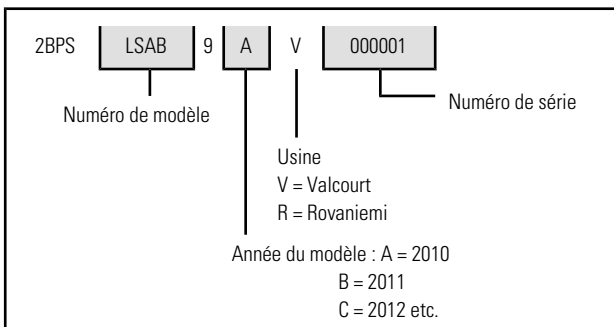 2BPS LSAB 9 A V 000001
Numéro de modèle
Numéro de série
Usine
V = Valcourt
R = Rovaniemi
Année du modèle : A = 2010
B = 2011
C = 2012 etc.